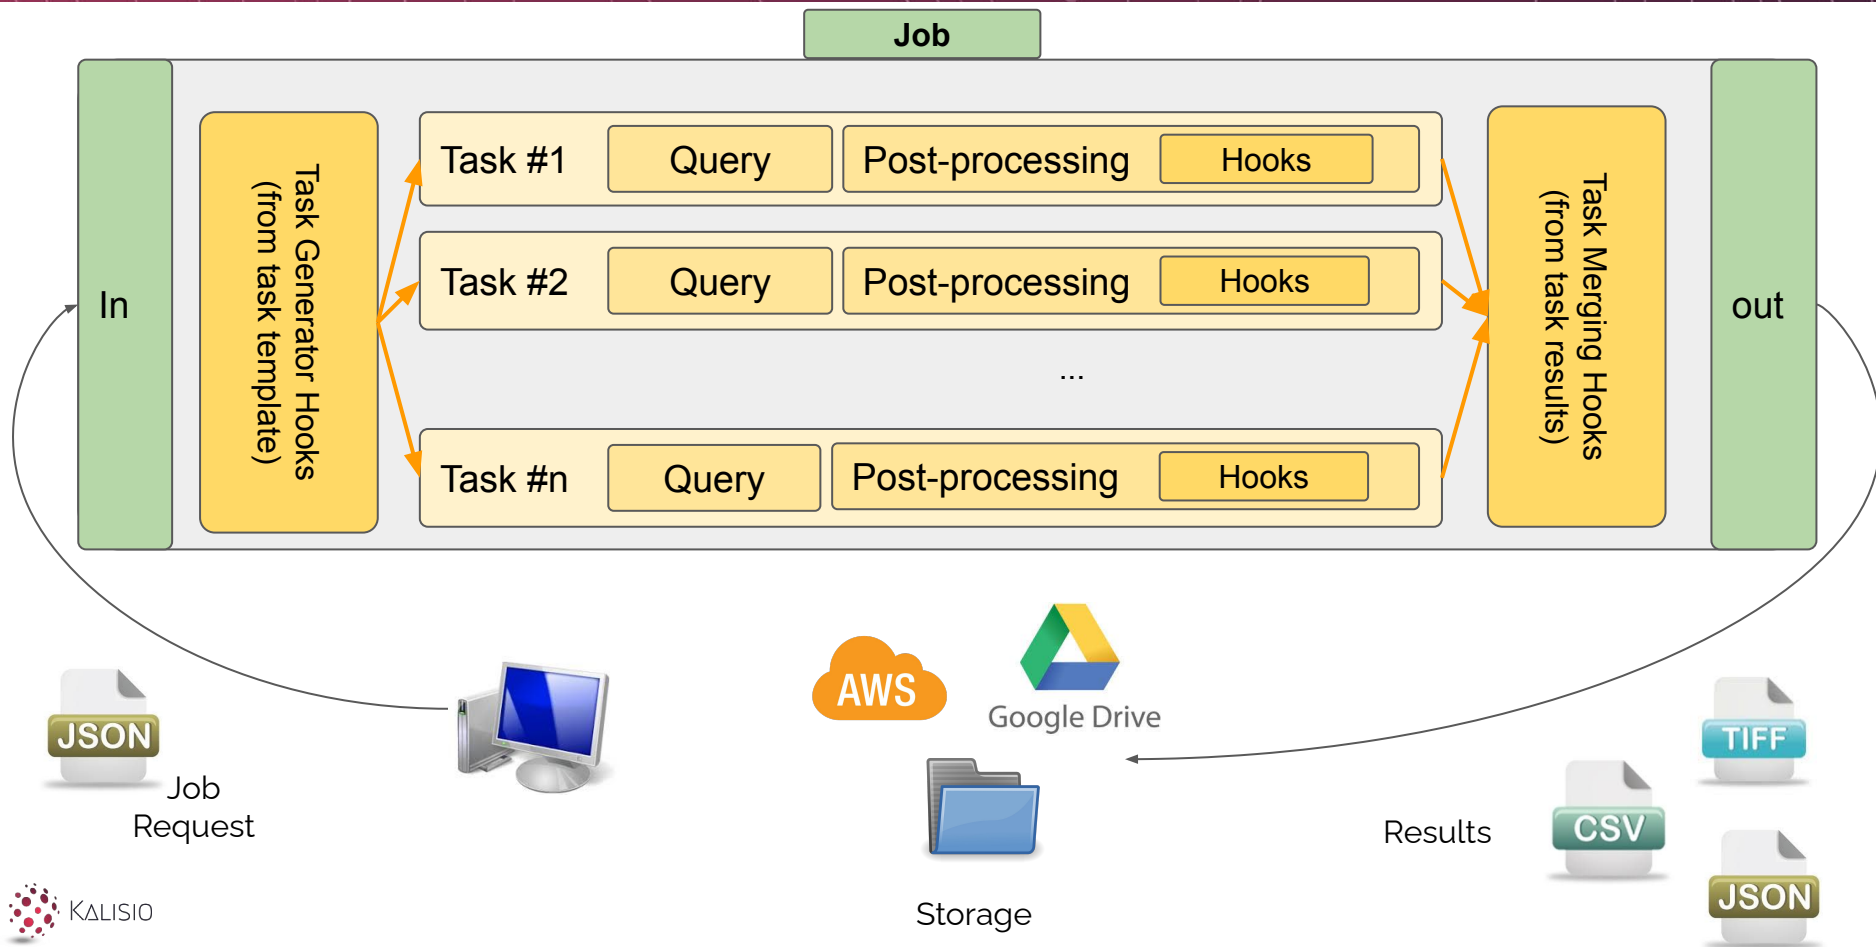 Job
In
Task Generator Hooks
(from task template)
Task #1
Query
Post-processing
Hooks
Task #2
Query
Post-processing
Hooks
...
Task #n
Query
Post-processing
Hooks
Task Merging Hooks
(from task results)
out
JSON
Job
Request
AWS
Google Drive
Storage
Results
TIFF
CSV
JSON
KALISIO